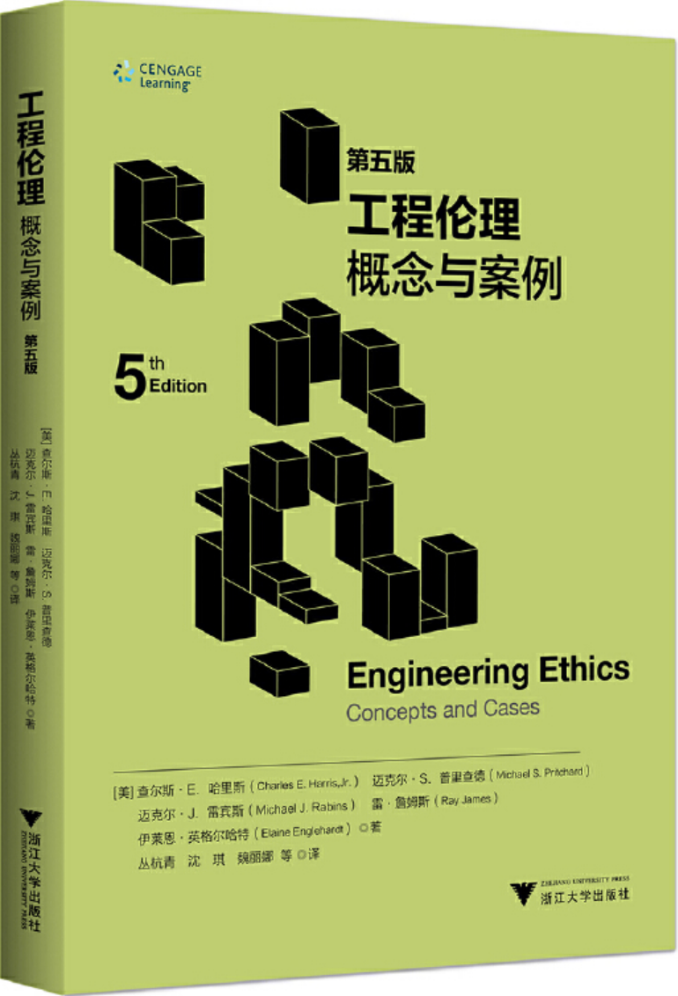 CENGAGE
Learning
第五版
工程伦理
概念与案例
5th Edition
Engineering Ethics
Concepts and Cases
[美] 查尔斯·E. 哈里斯（Charles E. Harris,Jr.） 迈克尔·S. 普里查德（Michael S. Pritchard）
迈克尔·J. 雷宾斯（Michael J. Rabins） 雷·詹姆斯（Ray James）
伊莱恩·英格尔哈特（Elaine Englehardt）◎著
丛杭青 沈 琪 魏丽娜 等◎译
ZHEJIANG UNIVERSITY PRESS
浙江大学出版社
工程伦理
概念与案例
第五版
[美] 查尔斯·E. 哈里斯 迈克尔·S. 普里查德
迈克尔·J. 雷宾斯 雷·詹姆斯 伊莱恩·英格尔哈特◎著
丛杭青 沈 琪 魏丽娜 等◎译
浙江大学出版社
ZHEJIANG UNIVERSITY PRESS